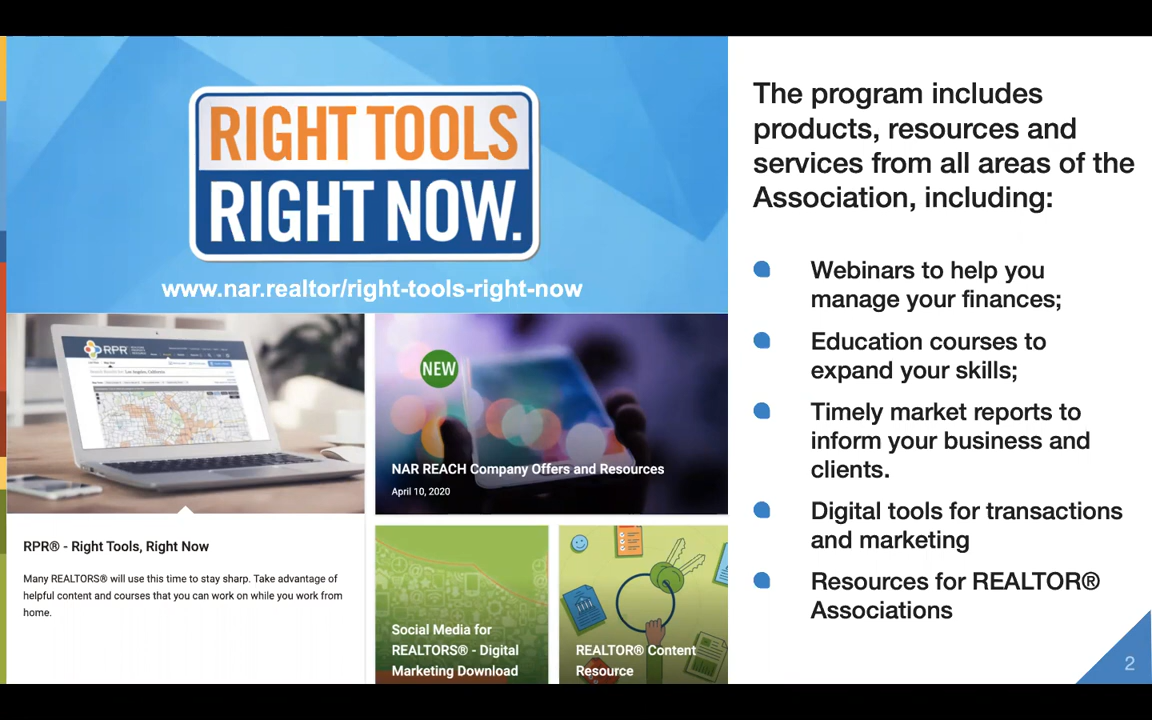 RIGHT TOOLS
RIGHT NOW.
www.nar.realtor/right-tools-right-now
RPR®
Los Angeles, California
RPR® - Right Tools, Right Now
Many REALTORS® will use this time to stay sharp. Take advantage of
helpful content and courses that you can work on while you work from
home.
NEW
NAR REACH Company Offers and Resources
April 10, 2020
Social Media for
REALTORS® - Digital
Marketing Download
REALTOR® Content
Resource
The program includes
products, resources and
services from all areas of the
Association, including:
Webinars to help you
manage your finances;
Education courses to
expand your skills;
Timely market reports to
inform your business and
clients.
Digital tools for transactions
and marketing
Resources for REALTOR®
Associations
2